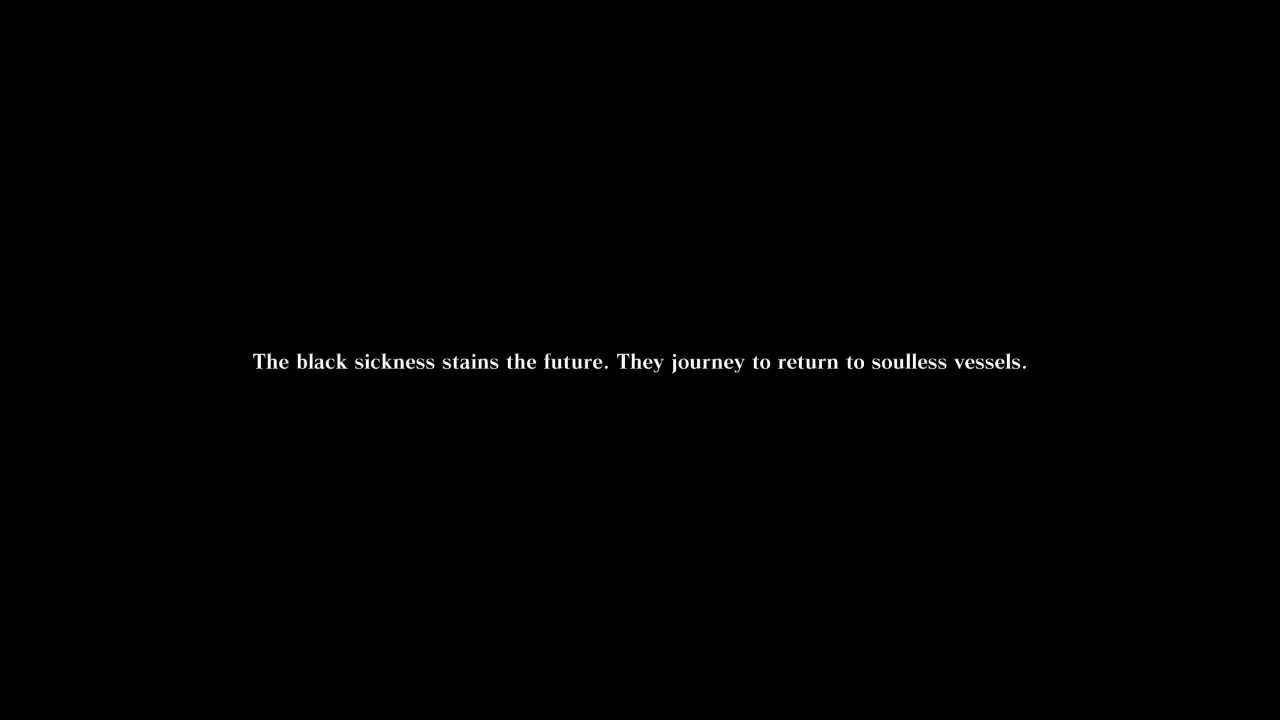 The black sickness stains the future. They journey to return to soulless vessels.